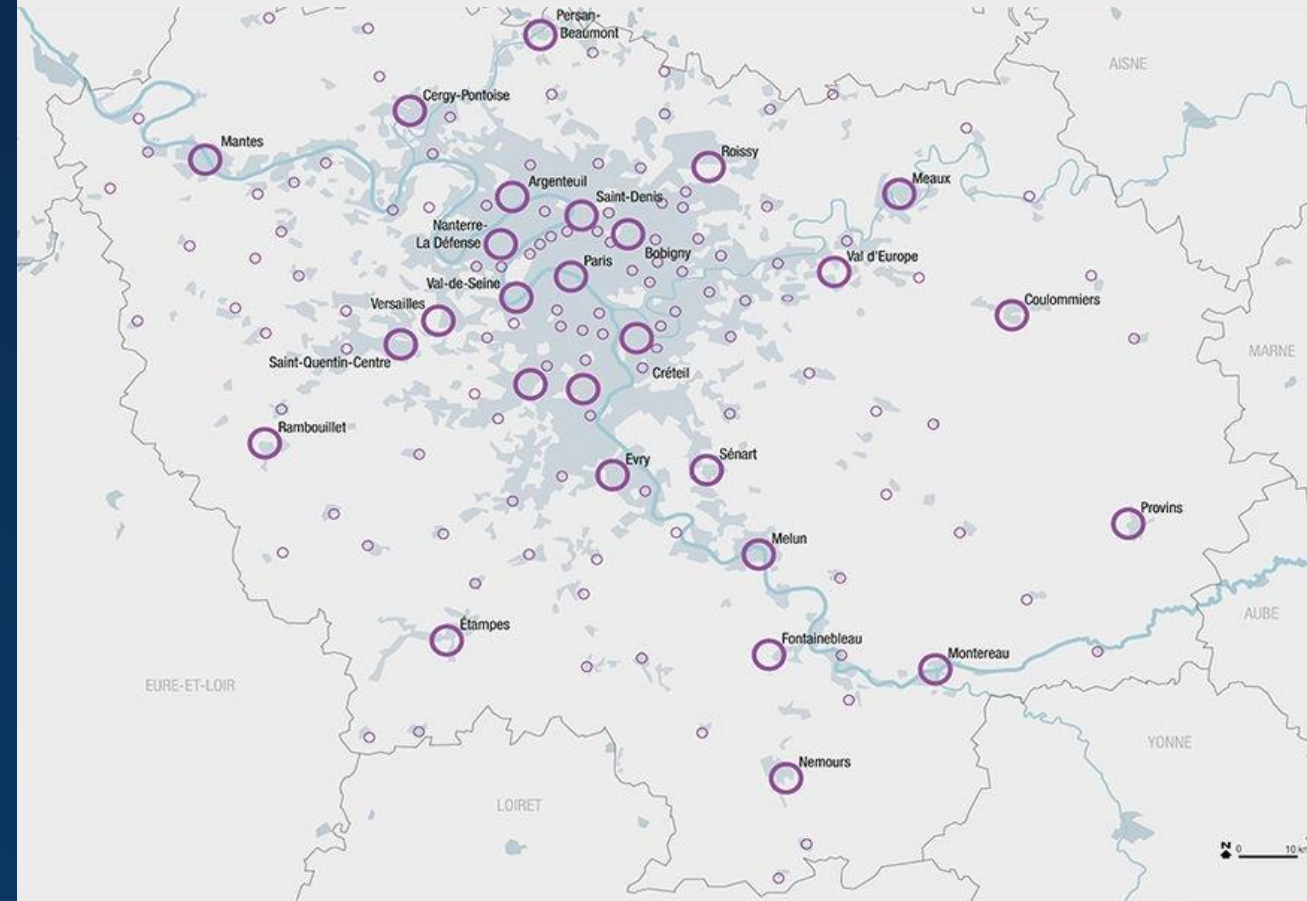 Persan-
Beaumont
AISNE
Cergy-Pontoise
Mantes
Roissy
Argenteuil
Meaux
Saint-Denis
Nanterre-
La Défense
Bobigny
Paris
Val d'Europe
Val-de-Seine
Versailles
Coulommiers
MARNE
Saint-Quentin-Centre
Créteil
Rambouillet
Evry
Sénart
Provins
Melun
AUBE
Étampes
Fontainebleau
Montereau
EURE-ET-LOIR
YONNE
Nemours
LOIRET
N 0 10 km